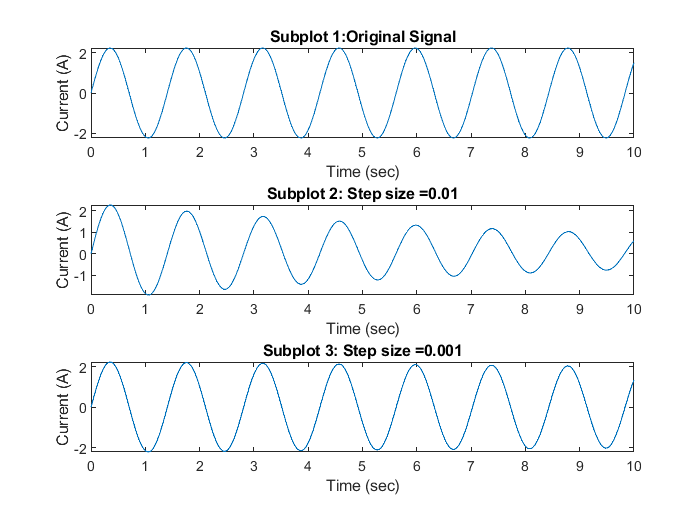 Subplot 1:Original Signal
Current (A)
2
0
-2
0 1 2 3 4 5 6 7 8 9 10
Time (sec)
Subplot 2: Step size =0.01
Current (A)
2
1
0
-1
0 1 2 3 4 5 6 7 8 9 10
Time (sec)
Subplot 3: Step size =0.001
Current (A)
2
0
-2
0 1 2 3 4 5 6 7 8 9 10
Time (sec)